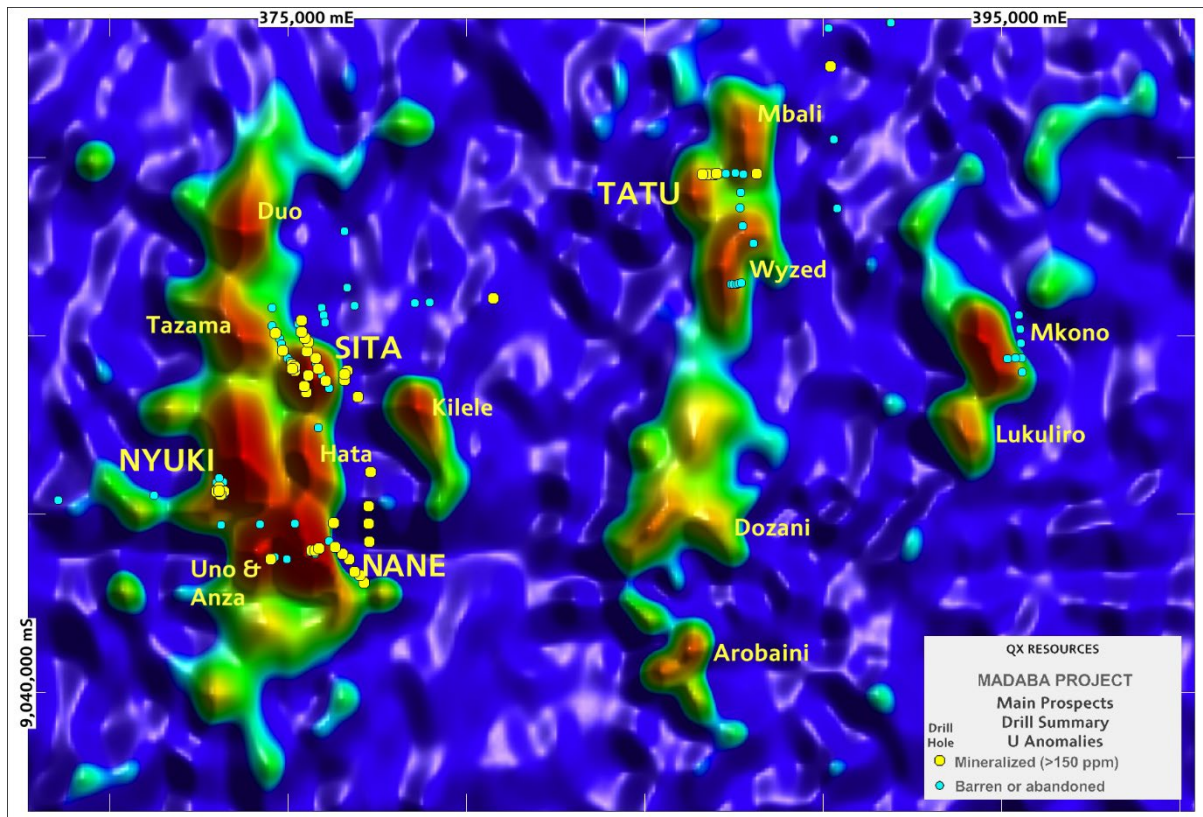 375,000 mE
395,000 mE
Mbali
TATU
Duo
Wyzed
Tazama
SITA
Mkono
Kilele
Lukuliro
Hata
NYUKI
Dozani
NANE
Uno &
Anza
9,040,000 mS
Arobaini
QX RESOURCES
MADABA PROJECT
Main Prospects
Drill Summary
U Anomalies
Drill
Hole
Mineralized (>150 ppm)
Barren or abandoned